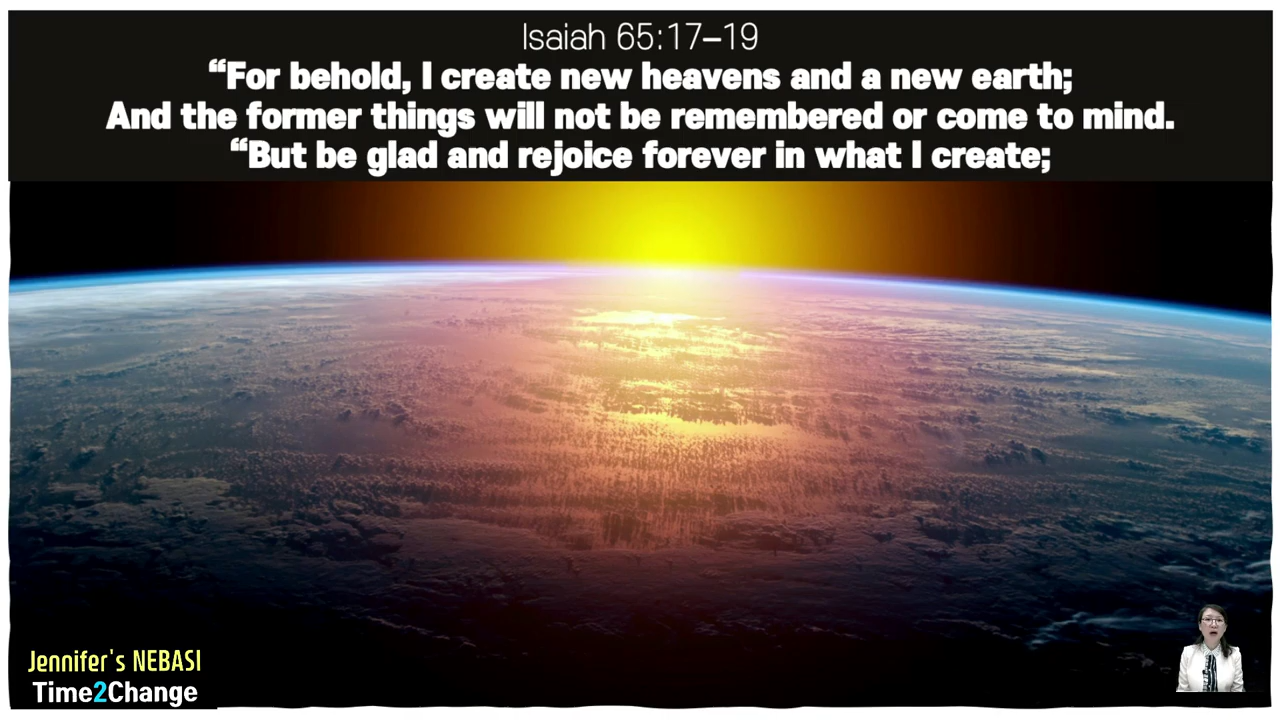 Isaiah 65:17–19
“For behold, I create new heavens and a new earth;
And the former things will not be remembered or come to mind.
“But be glad and rejoice forever in what I create;
Jennifer's NEBASI
Time2Change